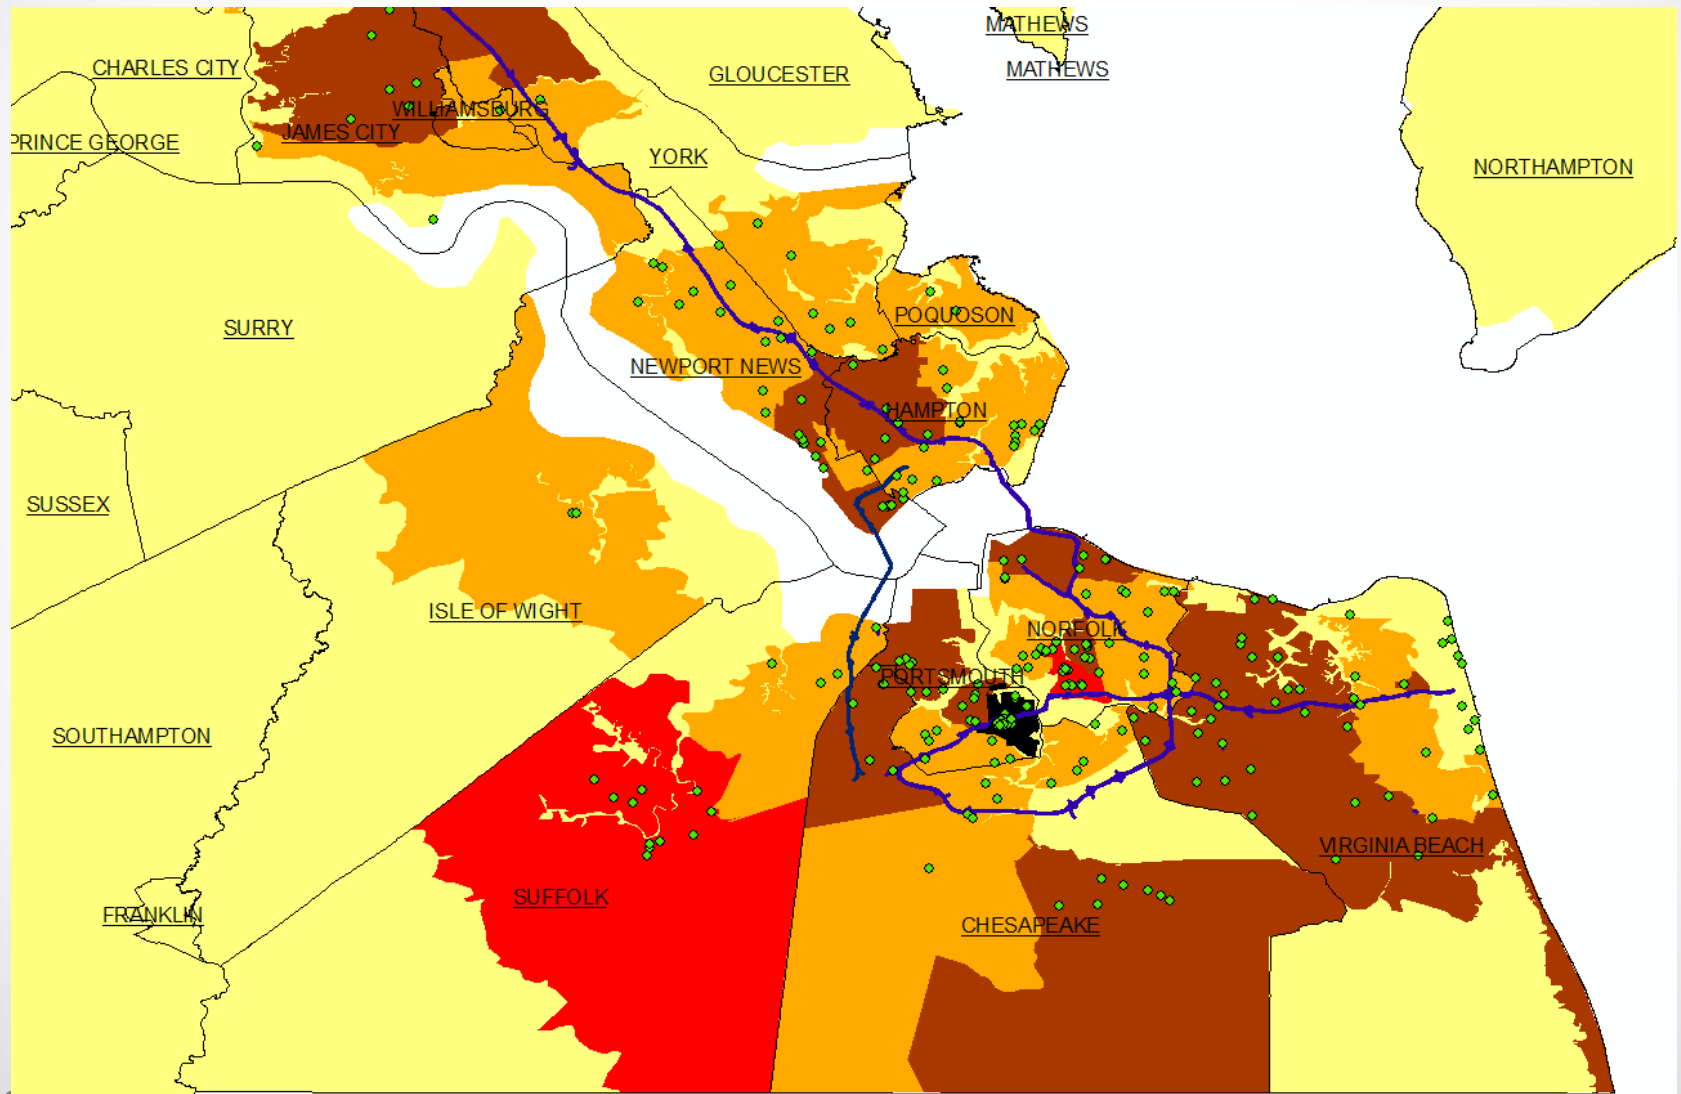 MATHEWS
CHARLES CITY
GLOUCESTER
MATHEWS
WILLIAMSBURG
JAMES CITY
PRINCE GEORGE
YORK
NORTHAMPTON
POQUOSON
SURRY
NEWPORT NEWS
HAMPTON
SUSSEX
ISLE OF WIGHT
NORFOLK
PORTSMOUTH
SOUTHAMPTON
VIRGINIA BEACH
SUFFOLK
FRANKLIN
CHESAPEAKE